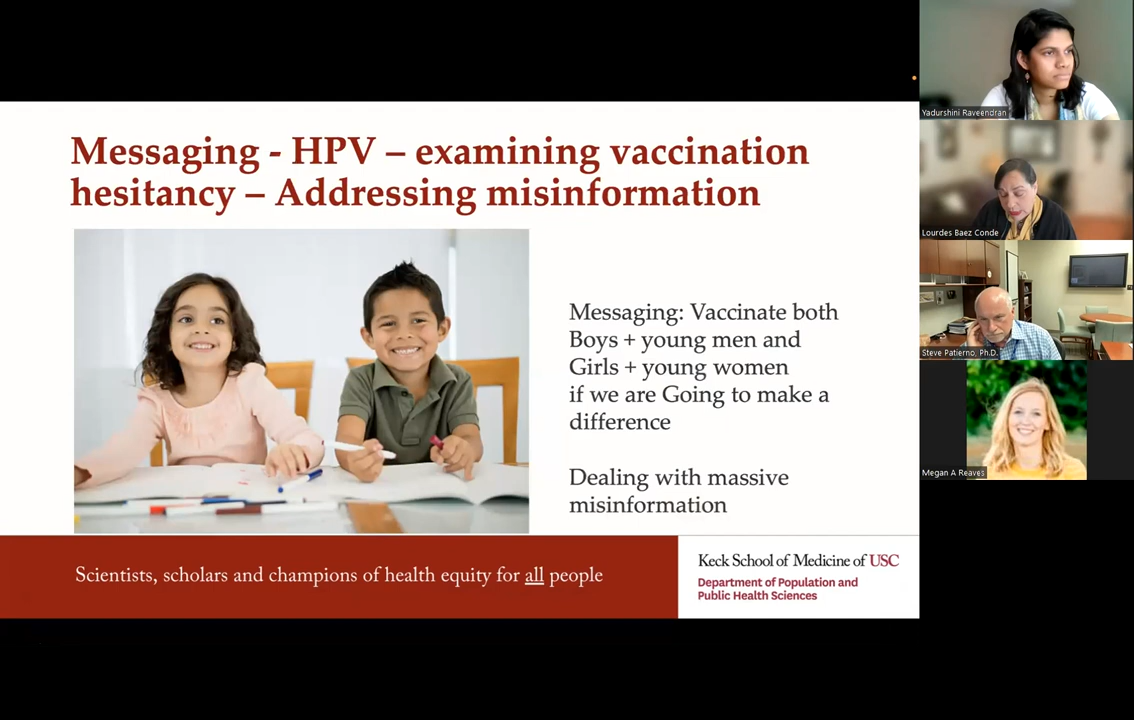 Messaging - HPV – examining vaccination
hesitancy – Addressing misinformation
Messaging: Vaccinate both
Boys + young men and
Girls + young women
if we are Going to make a
difference
Dealing with massive
misinformation
Scientists, scholars and champions of health equity for all people
Keck School of Medicine of USC
Department of Population and
Public Health Sciences
Yadurshini Raveendran
Lourdes Baez Conde
Steve Patierno, Ph.D.
Megan A Reaves